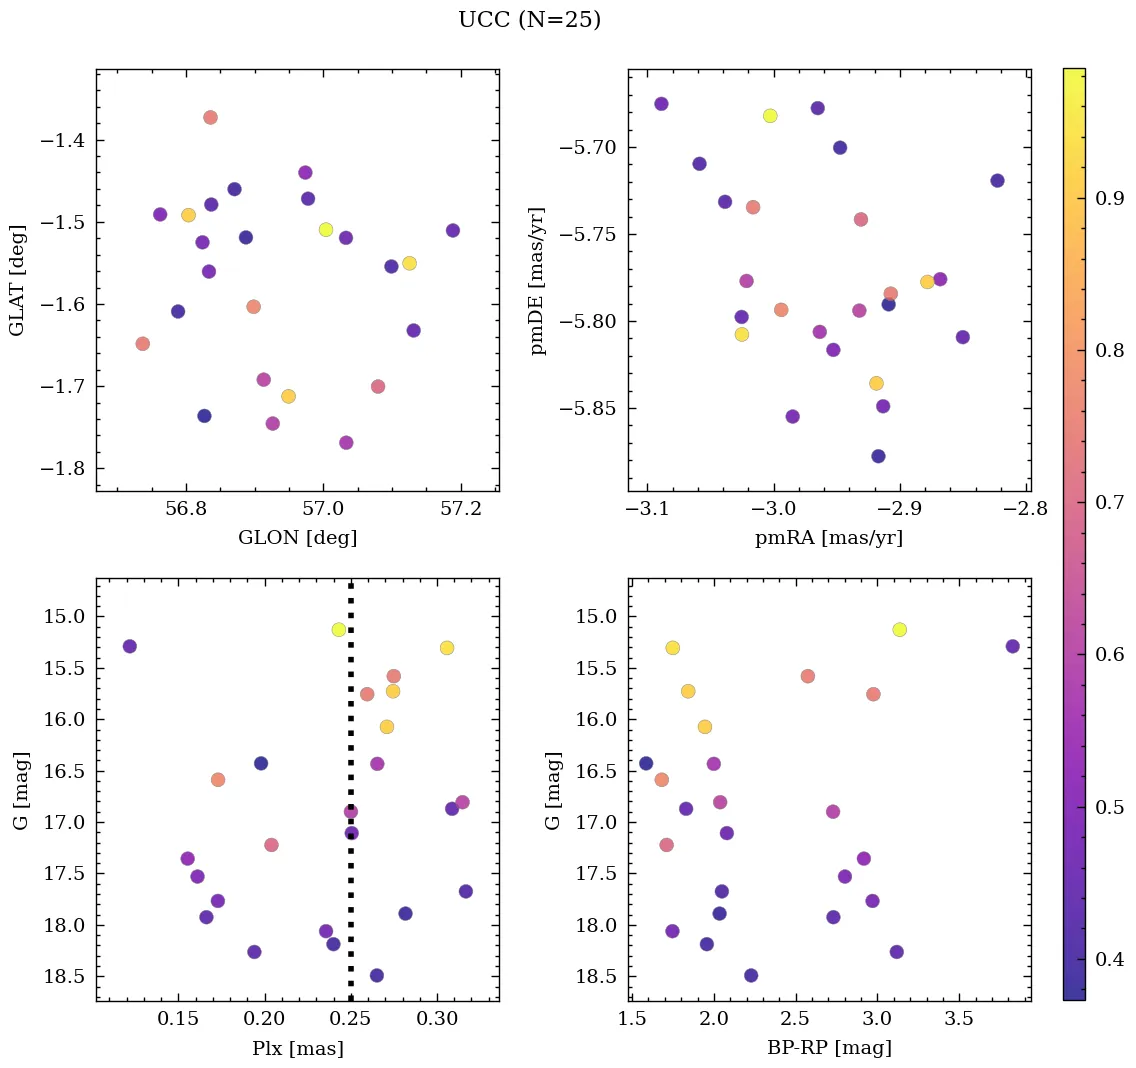 UCC (N=25)
−1.4
−1.5
−1.6
−1.7
−1.8
GLAT [deg]
56.8 57.0 57.2
GLON [deg]
−5.70
−5.75
−5.80
−5.85
pmDE [mas/yr]
−3.1 −3.0 −2.9 −2.8
pmRA [mas/yr]
15.0
15.5
16.0
16.5
17.0
17.5
18.0
18.5
G [mag]
0.15 0.20 0.25 0.30
Plx [mas]
15.0
15.5
16.0
16.5
17.0
17.5
18.0
18.5
G [mag]
1.5 2.0 2.5 3.0 3.5
BP-RP [mag]
0.9
0.8
0.7
0.6
0.5
0.4